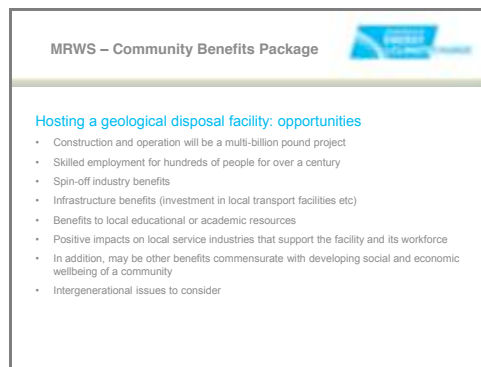 MRWS – Community Benefits Package
ENERGY
& CLIMATE CHANGE
Hosting a geological disposal facility: opportunities
• Construction and operation will be a multi-billion pound project
• Skilled employment for hundreds of people for over a century
• Spin-off industry benefits
• Infrastructure benefits (investment in local transport facilities etc)
• Benefits to local educational or academic resources
• Positive impacts on local service industries that support the facility and its workforce
• In addition, may be other benefits commensurate with developing social and economic
wellbeing of a community
• Intergenerational issues to consider